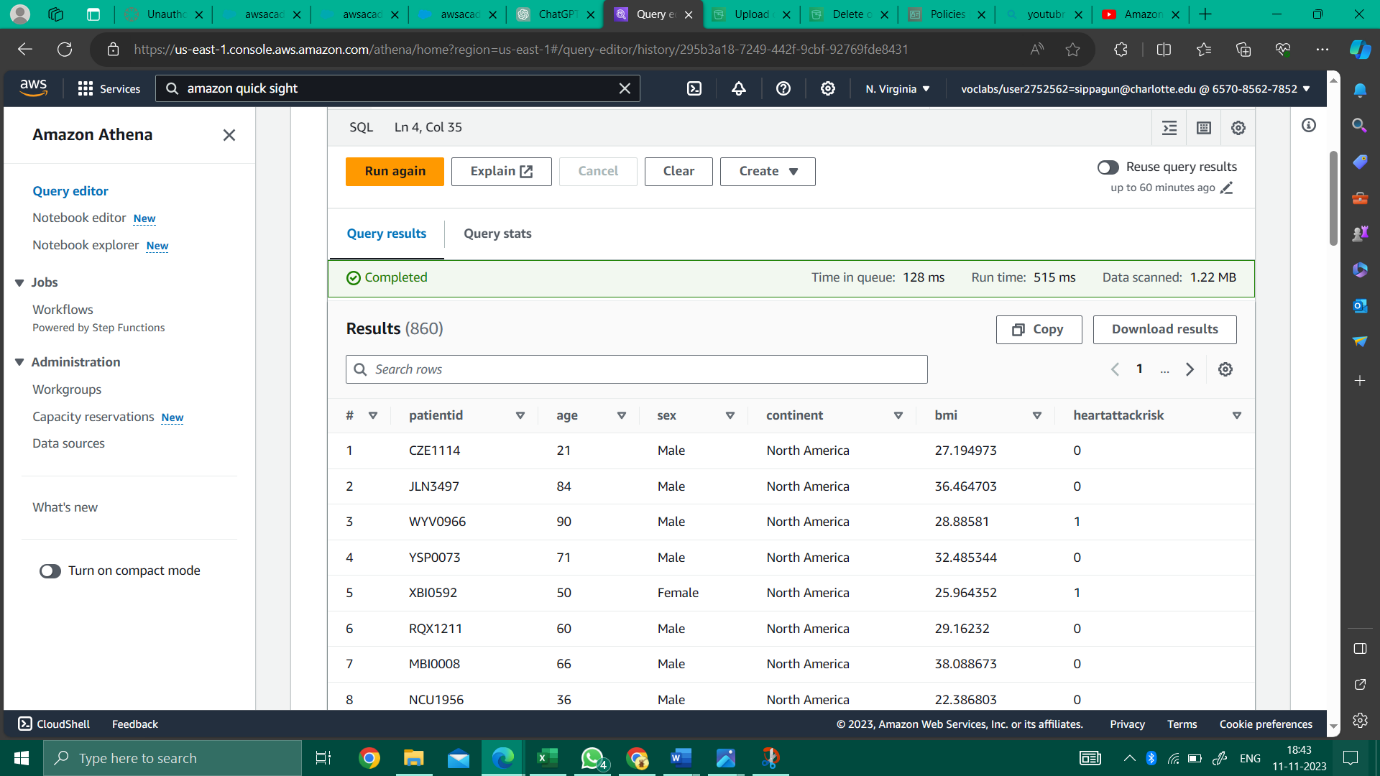 Unautho
awsacad
awsacad
awsacad
ChatGPT
Query e
Upload
Delete o
Policies
youtube
Amazon
https://us-east-1.console.aws.amazon.com/athena/home?region=us-east-1#/query-editor/history/295b3a18-7249-442f-9cbf-92769fde8431
aws
Services
amazon quick sight
N. Virginia
voclabs/user2752562=sippagun@charlotte.edu @ 6570-8562-7852
Amazon Athena
Query editor
Notebook editor New
Notebook explorer New
Jobs
Workflows
Powered by Step Functions
Administration
Workgroups
Capacity reservations New
Data sources
What's new
Turn on compact mode
SQL Ln 4, Col 35
Run again Explain Cancel Clear Create
Reuse query results
up to 60 minutes ago
Query results Query stats
Completed Time in queue: 128 ms Run time: 515 ms Data scanned: 1.22 MB
Results (860) Copy Download results
Search rows 1 ...
# patientid age sex continent bmi heartattackrisk
1 CZE1114 21 Male North America 27.194973 0
2 JLN3497 84 Male North America 36.464703 0
3 WYV0966 90 Male North America 28.88581 1
4 YSP0073 71 Male North America 32.485344 0
5 XBI0592 50 Female North America 25.964352 1
6 RQX1211 60 Male North America 29.16232 0
7 MBI0008 66 Male North America 38.088673 0
8 NCU1956 36 Male North America 22.386803 0
CloudShell Feedback © 2023, Amazon Web Services, Inc. or its affiliates. Privacy Terms Cookie preferences
Type here to search
4
ENG
18:43
11-11-2023